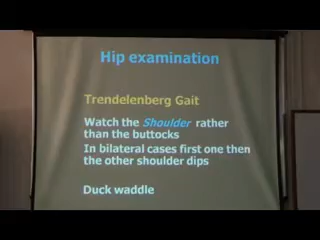 Hip examination
Trendelenberg Gait
Watch the Shoulder rather
than the buttocks
In bilateral cases first one then
the other shoulder dips
Duck waddle